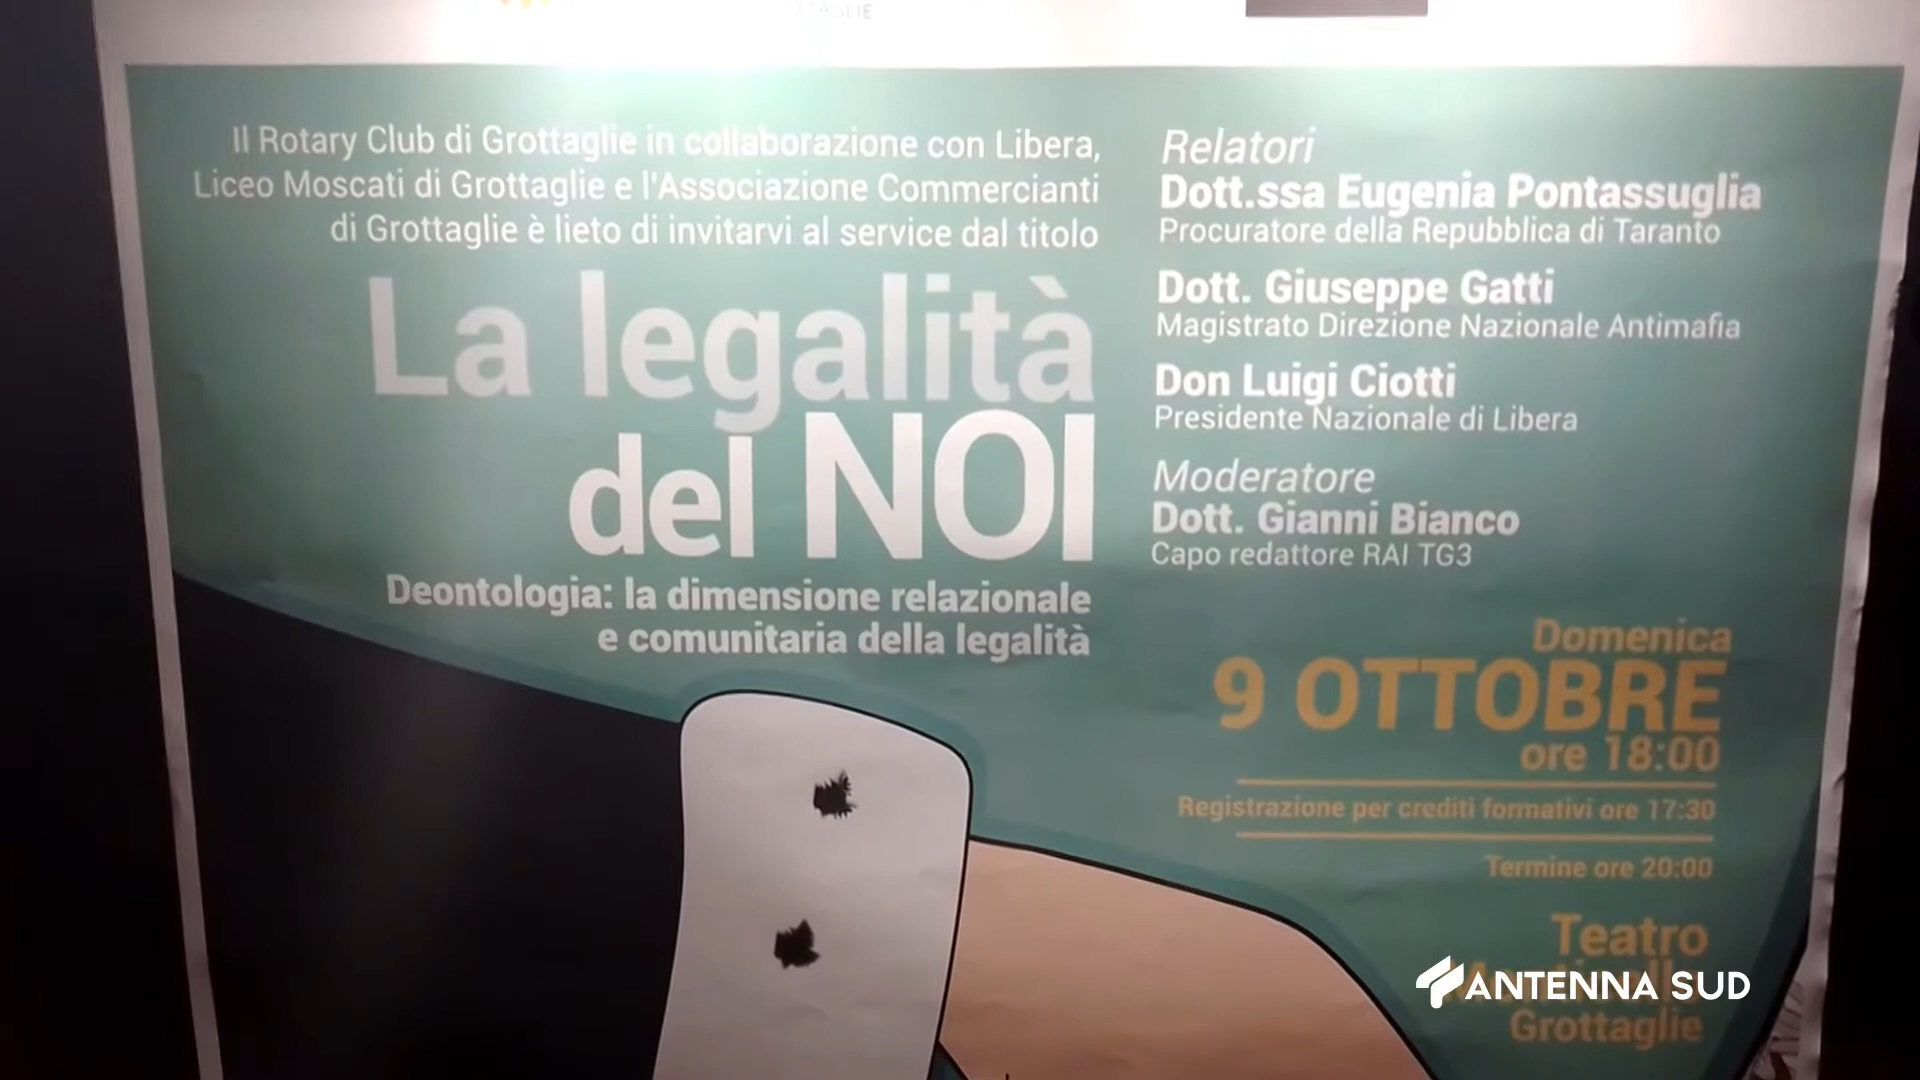 TAGLIE
Il Rotary Club di Grottaglie in collaborazione con Libera,
Liceo Moscati di Grottaglie e l'Associazione Commercianti
di Grottaglie è lieto di invitarvi al service dal titolo
La legalità
del NOI
Deontologia: la dimensione relazionale
e comunitaria della legalità
Relatori
Dott.ssa Eugenia Pontassuglia
Procuratore della Repubblica di Taranto
Dott. Giuseppe Gatti
Magistrato Direzione Nazionale Antimafia
Don Luigi Ciotti
Presidente Nazionale di Libera
Moderatore
Dott. Gianni Bianco
Capo redattore RAI TG3
Domenica
9 OTTOBRE
ore 18:00
Registrazione per crediti formativi ore 17:30
Termine ore 20:00
Teatro
Grottaglie
ANTENNA SUD